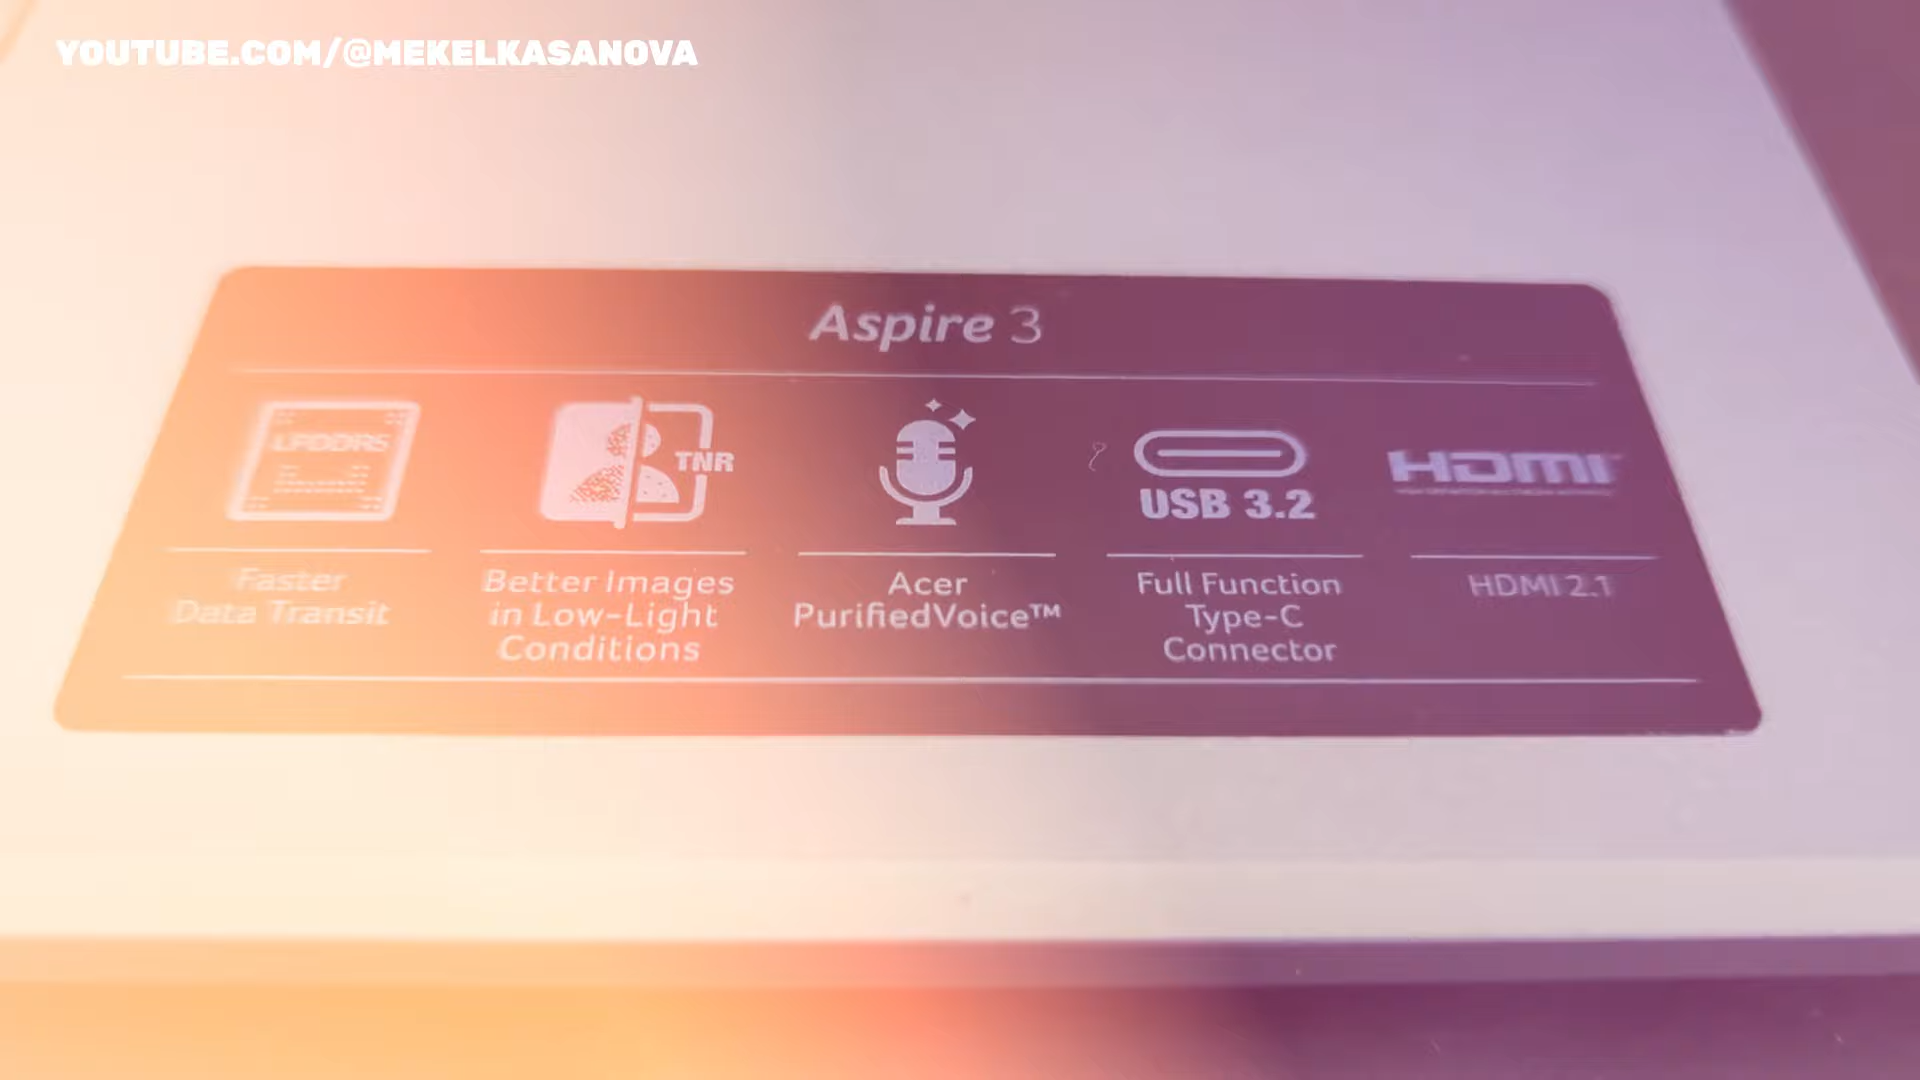 YOUTUBE.COM/@MEKELKASANOVA
Aspire 3
LPDDR5
TNR
USB 3.2
HDMI
Faster
Data Transit
Better Images
in Low-Light
Conditions
Acer
PurifiedVoice™
Full Function
Type-C
Connector
HDMI 2.1